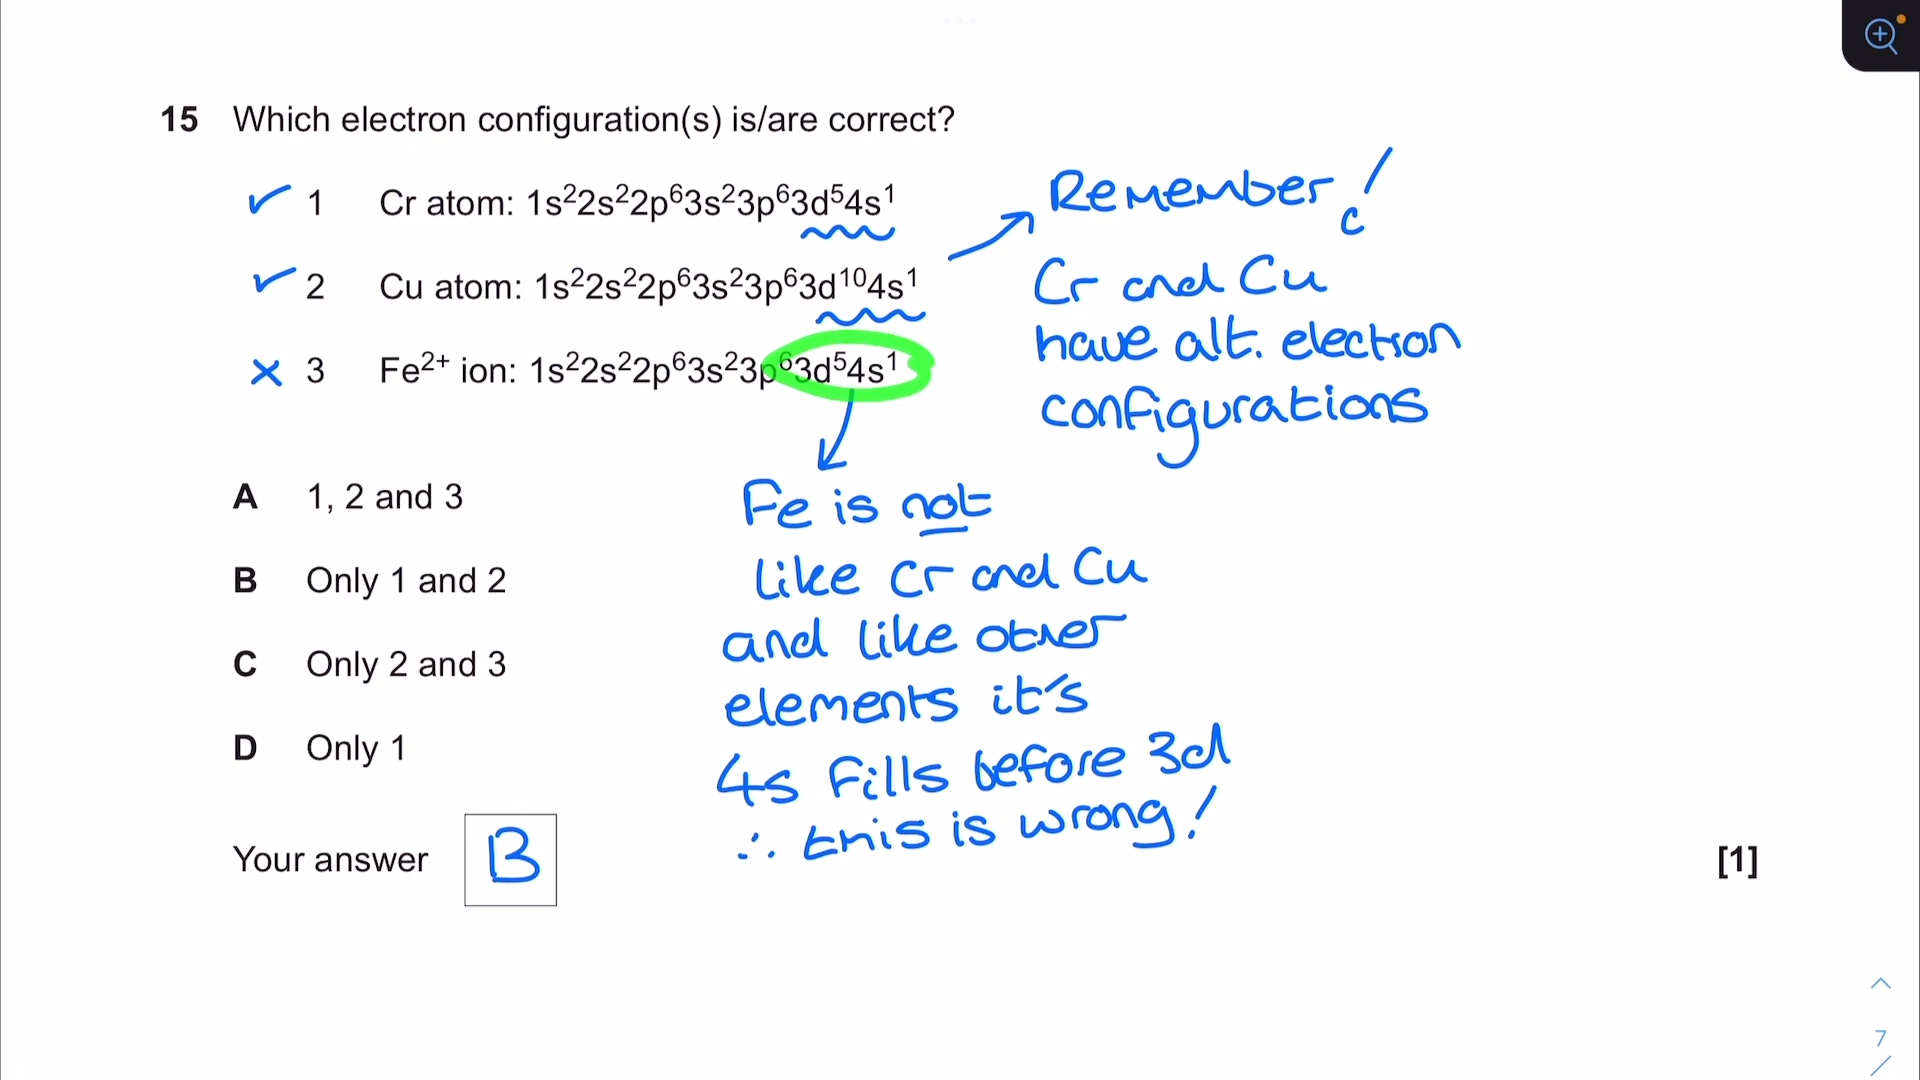 15 Which electron configuration(s) is/are correct?
✓ 1 Cr atom: 1s²2s²2p⁶3s²3p⁶3d⁵4s¹
✓ 2 Cu atom: 1s²2s²2p⁶3s²3p⁶3d¹⁰4s¹
✗ 3 Fe²⁺ ion: 1s²2s²2p⁶3s²3p⁶3d⁵4s¹
Remember!
Cr and Cu
have alt. electron
configurations
A 1, 2 and 3
B Only 1 and 2
C Only 2 and 3
D Only 1
Fe is not
like Cr and Cu
and like other
elements it's
4s fills before 3d
∴ this is wrong!
Your answer B
[1]
7
/